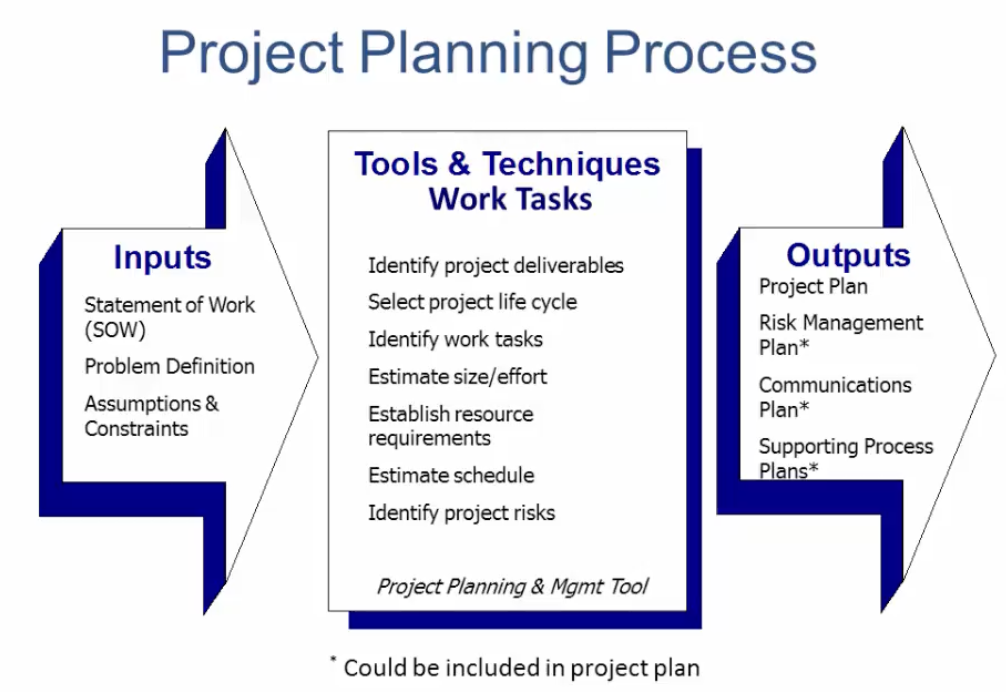 Project Planning Process
Inputs
Statement of Work
(SOW)
Problem Definition
Assumptions &
Constraints
Tools & Techniques
Work Tasks
Identify project deliverables
Select project life cycle
Identify work tasks
Estimate size/effort
Establish resource
requirements
Estimate schedule
Identify project risks
Project Planning & Mgmt Tool
Outputs
Project Plan
Risk Management
Plan*
Communications
Plan*
Supporting Process
Plans*
* Could be included in project plan